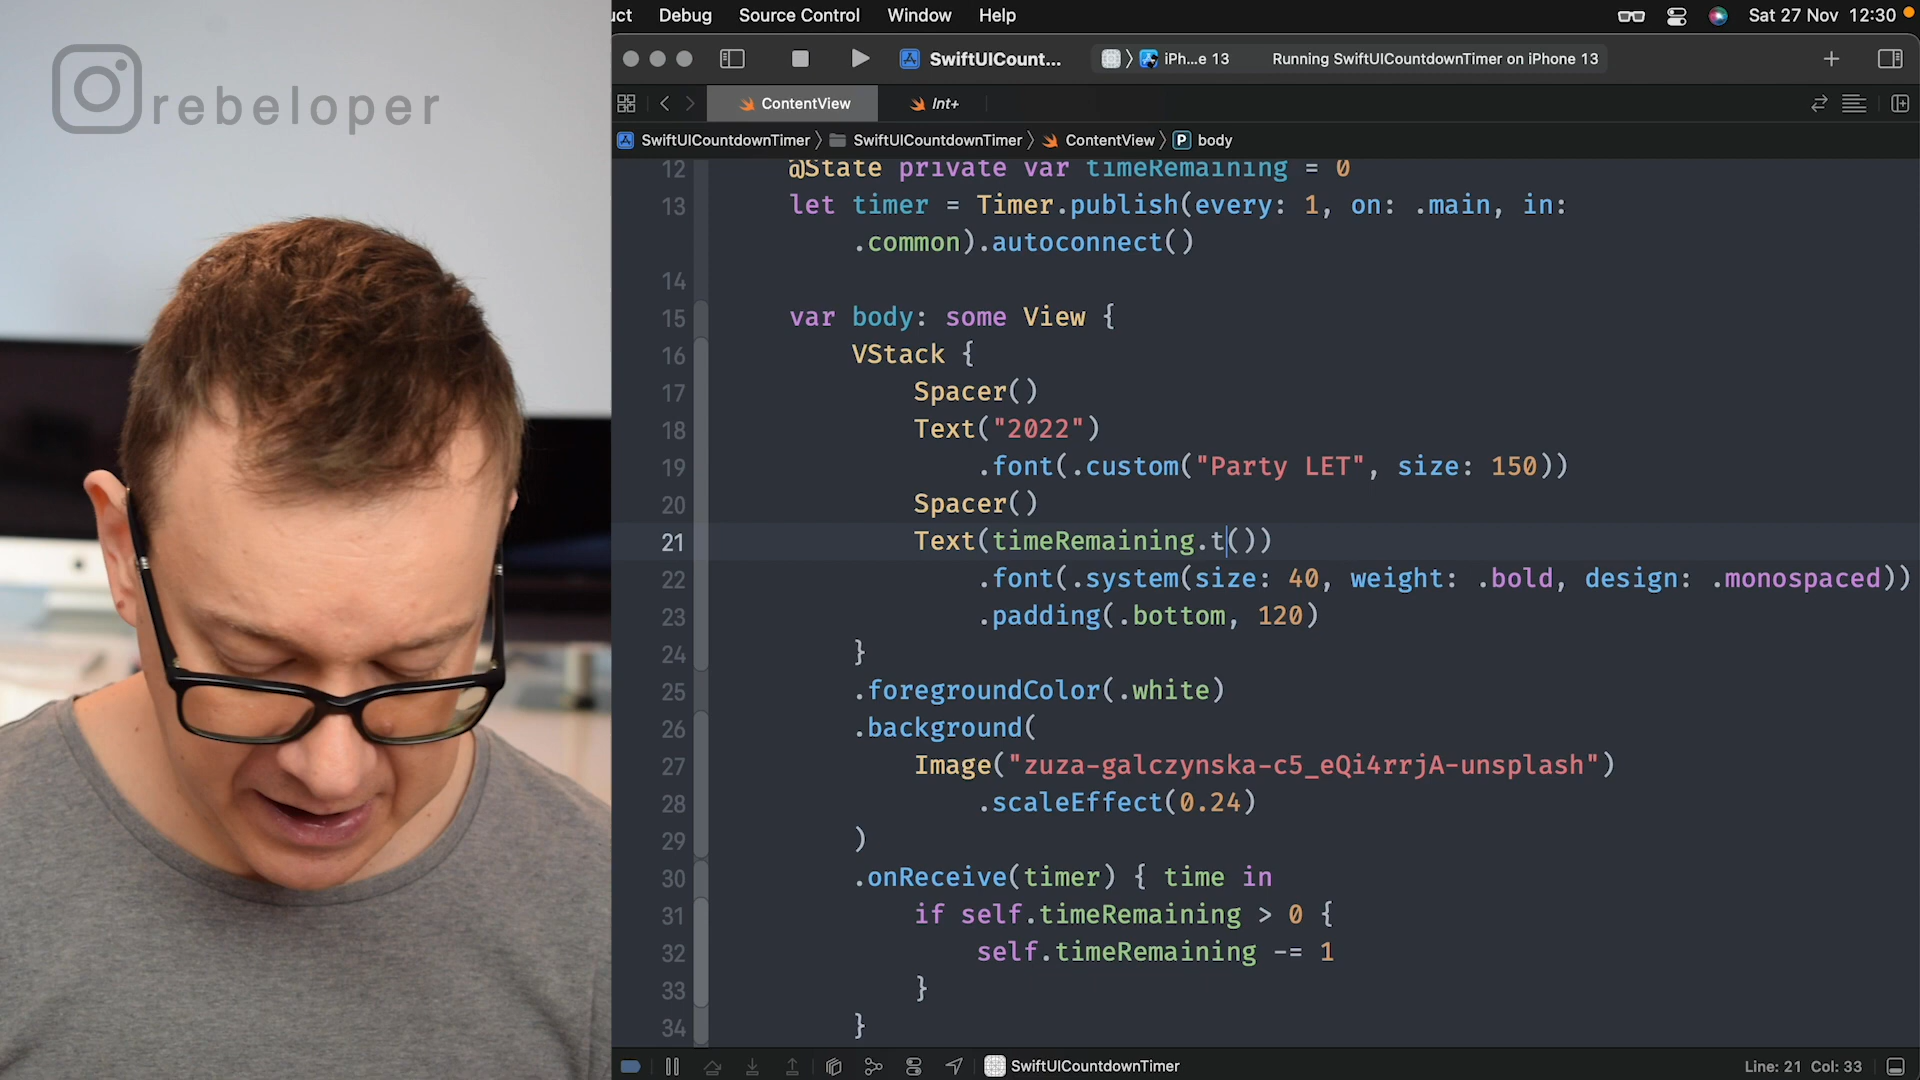 rebeloper
uct Debug Source Control Window Help Sat 27 Nov 12:30
SwiftUICount... iPh...e 13 Running SwiftUICountdownTimer on iPhone 13
ContentView Int+
SwiftUICountdownTimer SwiftUICountdownTimer ContentView P body
12 @State private var timeRemaining = 0
13 let timer = Timer.publish(every: 1, on: .main, in:
.common).autoconnect()
14
15 var body: some View {
16 VStack {
17 Spacer()
18 Text("2022")
19 .font(.custom("Party LET", size: 150))
20 Spacer()
21 Text(timeRemaining.t())
22 .font(.system(size: 40, weight: .bold, design: .monospaced))
23 .padding(.bottom, 120)
24 }
25 .foregroundColor(.white)
26 .background(
27 Image("zuza-galczynska-c5_eQi4rrjA-unsplash")
28 .scaleEffect(0.24)
29 )
30 .onReceive(timer) { time in
31 if self.timeRemaining > 0 {
32 self.timeRemaining -= 1
33 }
34 }
SwiftUICountdownTimer Line: 21 Col: 33